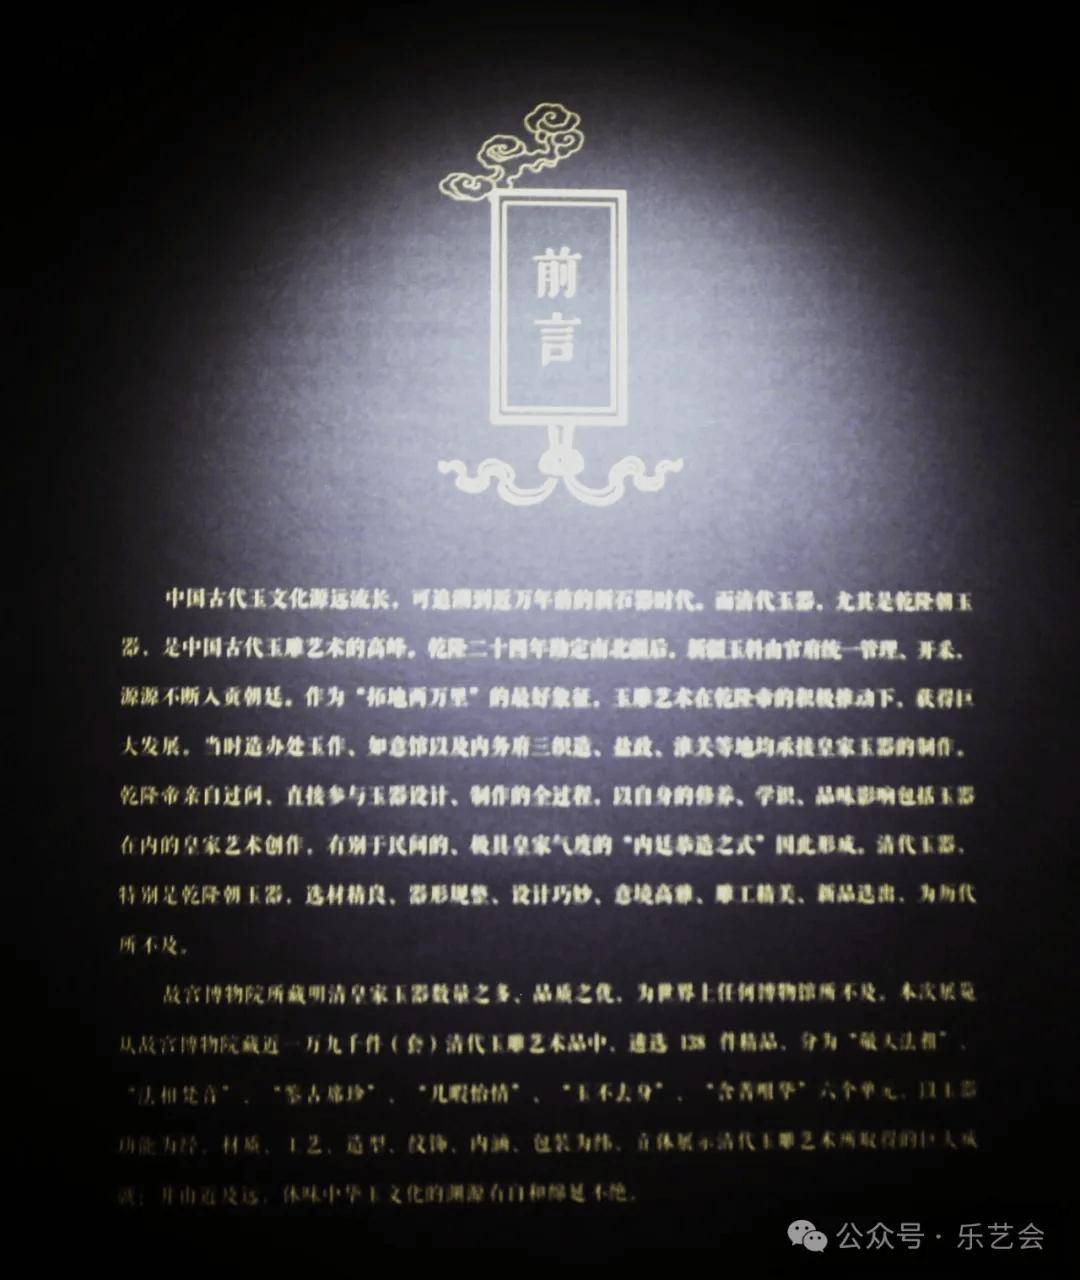 前
言
中国古代玉文化源远流长，可追溯到近万年前的新石器时代。而清代玉器，尤其是乾隆朝玉
器，是中国古代玉雕艺术的高峰。乾隆二十四年勘定南北疆后，新疆玉料由官府统一管理、开采，
源源不断入贡朝廷。作为“拓地两万里”的最好象征，玉雕艺术在乾隆帝的积极推动下，获得巨
大发展。当时造办处玉作、如意馆以及内务府三织造、盐政、淮关等地均承接皇家玉器的制作。
乾隆帝亲自过问、直接参与玉器设计、制作的全过程，以自身的修养、学识、品味影响包括玉器
在内的皇家艺术创作，有别于民间的、极具皇家气度的“内廷恭造之式”因此形成。清代玉器，
特别是乾隆朝玉器，选材精良、器形规整、设计巧妙、意境高雅、雕工精美、新品迭出，为历代
所不及。
故宫博物院所藏明清皇家玉器数量之多、品质之优，为世界上任何博物馆所不及。本次展览
从故宫博物院藏近一万九千件（套）清代玉雕艺术品中，遴选 138 件精品，分为“敬天法祖”、
“法相梵音”、“鉴古席珍”、“几暇怡情”、“玉不去身”、“含菁咀华”六个单元，以玉器
功能为经，材质、工艺、造型、纹饰、内涵、包装为纬，立体展示清代玉雕艺术所取得的巨大成
就；并由近及远，体味中华玉文化的渊源有自和绵延不绝。
公众号·乐艺会